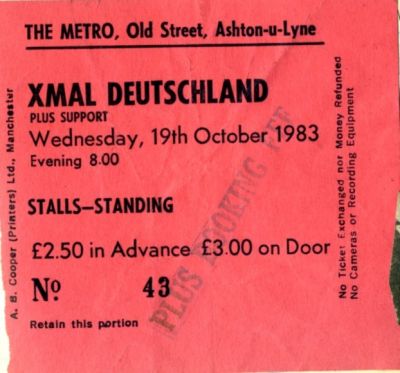 THE METRO, Old Street, Ashton-u-Lyne
XMAL DEUTSCHLAND
PLUS SUPPORT
Wednesday, 19th October 1983
Evening 8.00
STALLS—STANDING
£2.50 in Advance £3.00 on Door
No 43
Retain this portion
PLUS BOOKING FEE
A. B. Cooper (Printers) Ltd., Manchester
No Ticket Exchanged nor Money Refunded
No Cameras or Recording Equipment